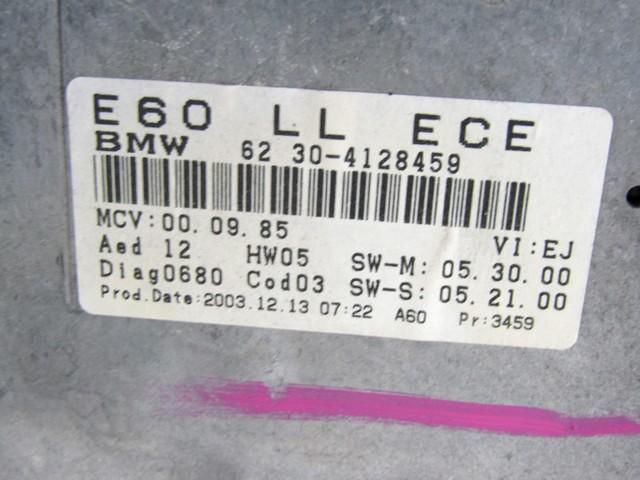 E60 LL ECE
BMW 62 30-4128459
MCV:00.09.85 VI:EJ
Aed 12 HW05 SW-M: 05.30.00
Diag0680 Cod03 SW-S: 05.21.00
Prod.Date:2003.12.13 07:22 A60 Pr:3459